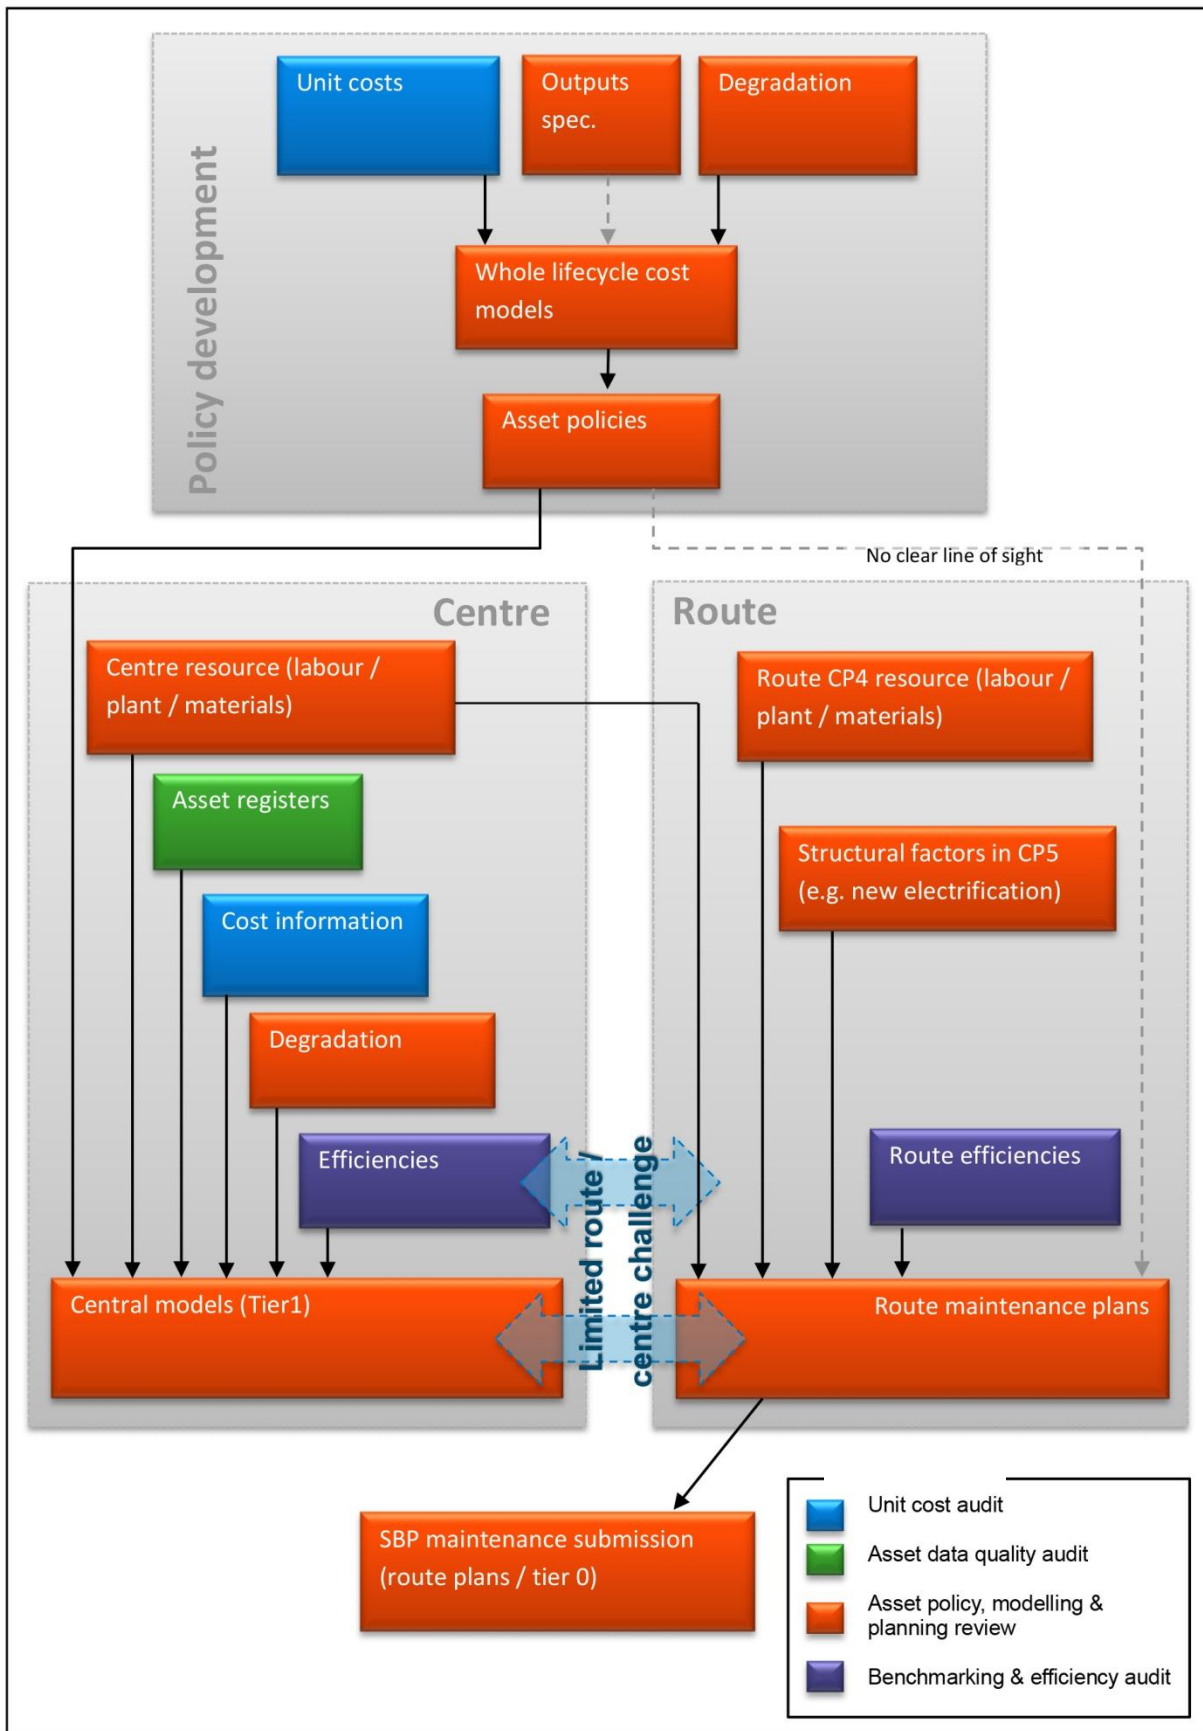 Policy development
Unit costs
Outputs
spec.
Degradation
Whole lifecycle cost
models
Asset policies
No clear line of sight
Centre
Centre resource (labour /
plant / materials)
Asset registers
Cost information
Degradation
Efficiencies
Central models (Tier1)
Limited route /
centre challenge
Route
Route CP4 resource (labour /
plant / materials)
Structural factors in CP5
(e.g. new electrification)
Route efficiencies
Route maintenance plans
SBP maintenance submission
(route plans / tier 0)
Unit cost audit
Asset data quality audit
Asset policy, modelling &
planning review
Benchmarking & efficiency audit